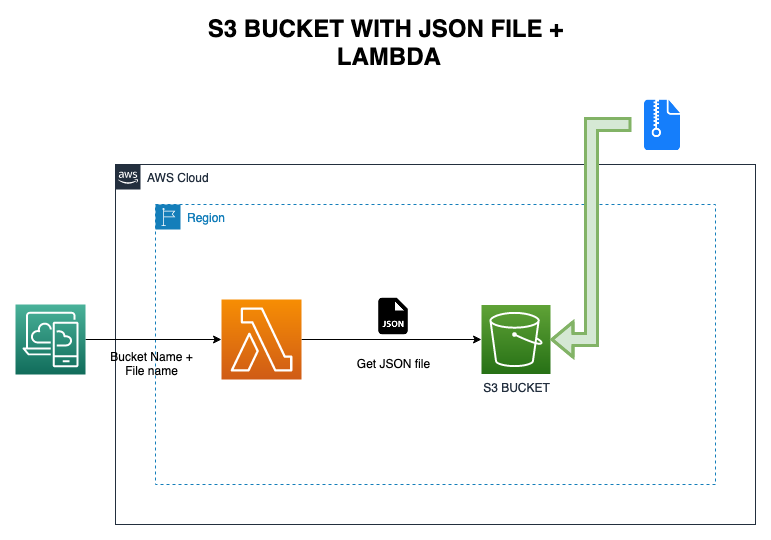 S3 BUCKET WITH JSON FILE +
LAMBDA
aws
AWS Cloud
Region
JSON
Bucket Name +
File name
Get JSON file
S3 BUCKET